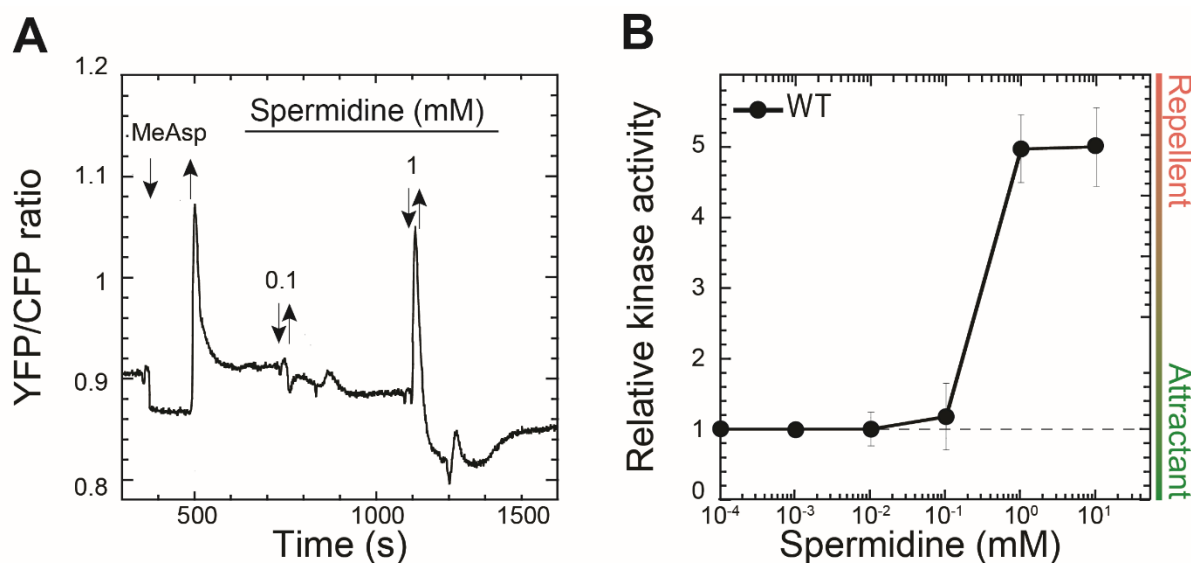 A
1.2
1.1
1
0.9
0.8
YFP/CFP ratio
MeAsp
Spermidine (mM)
0.1
1
500
1000
1500
Time (s)
B
WT
5
4
3
2
1
0
Relative kinase activity
10-4
10-3
10-2
10-1
100
101
Spermidine (mM)
Repellent
Attractant